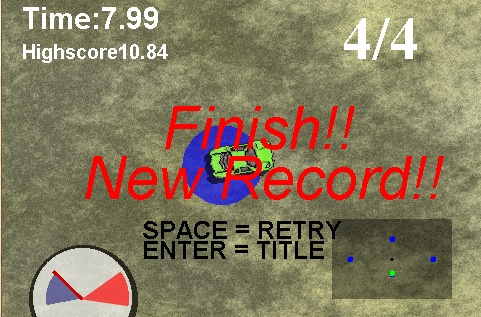 Time:7.99
4/4
Highscore10.84
Finish!!
New Record!!
SPACE = RETRY
ENTER = TITLE